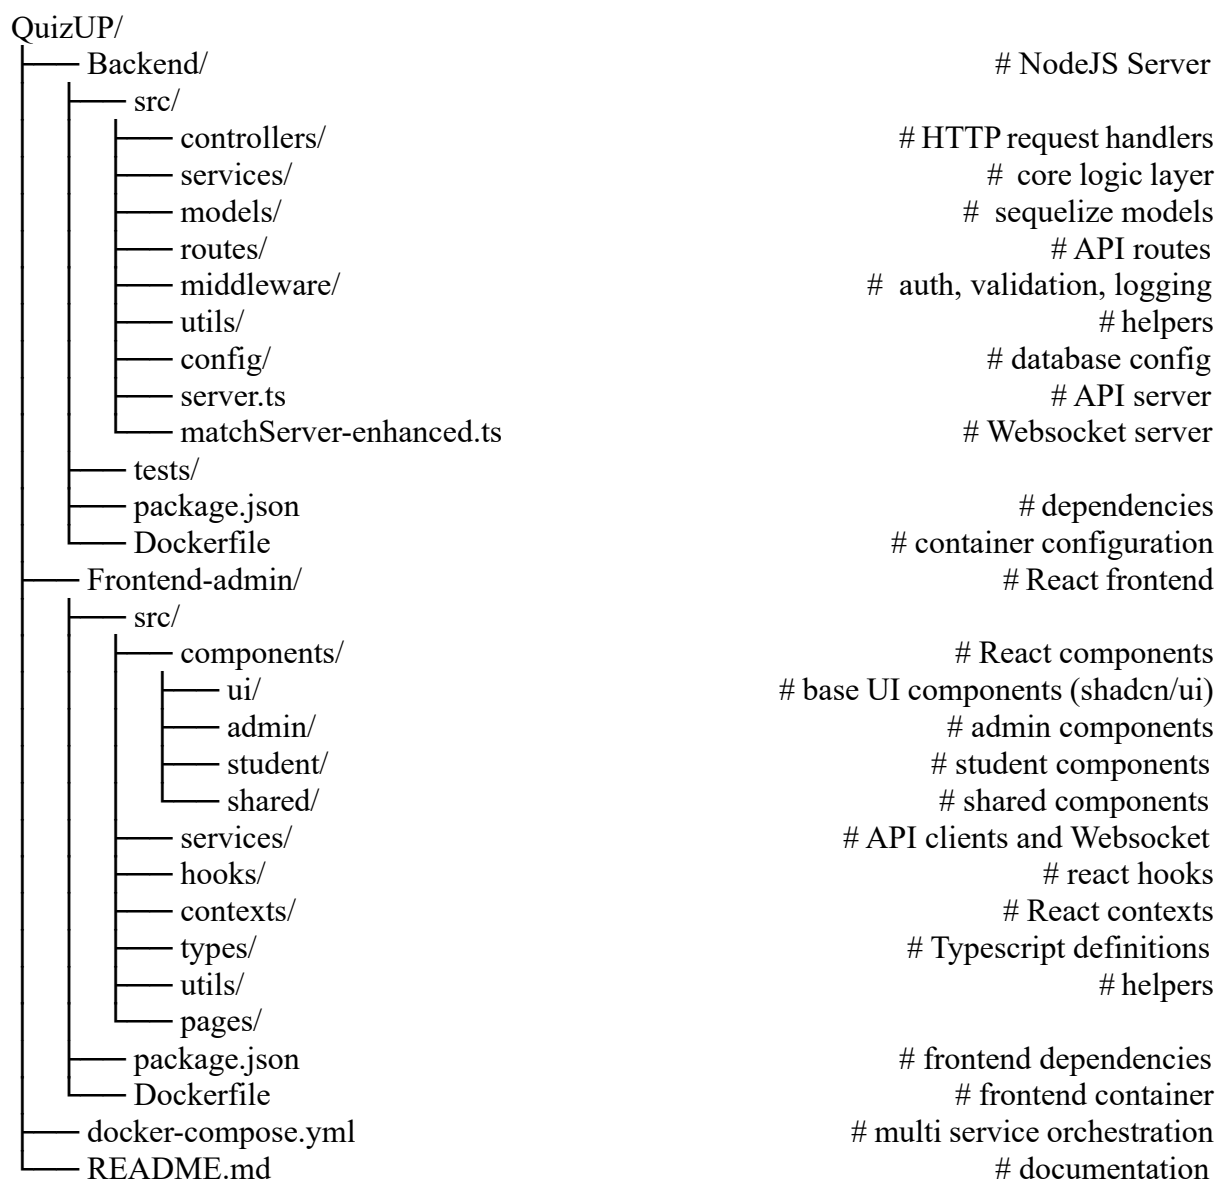 QuizUP/
Backend/ # NodeJS Server
src/
controllers/ # HTTP request handlers
services/ # core logic layer
models/ # sequelize models
routes/ # API routes
middleware/ # auth, validation, logging
utils/ # helpers
config/ # database config
server.ts # API server
matchServer-enhanced.ts # Websocket server
tests/
package.json # dependencies
Dockerfile # container configuration
Frontend-admin/ # React frontend
src/
components/ # React components
ui/ # base UI components (shadcn/ui)
admin/ # admin components
student/ # student components
shared/ # shared components
services/ # API clients and Websocket
hooks/ # react hooks
contexts/ # React contexts
types/ # Typescript definitions
utils/ # helpers
pages/
package.json # frontend dependencies
Dockerfile # frontend container
docker-compose.yml # multi service orchestration
README.md # documentation